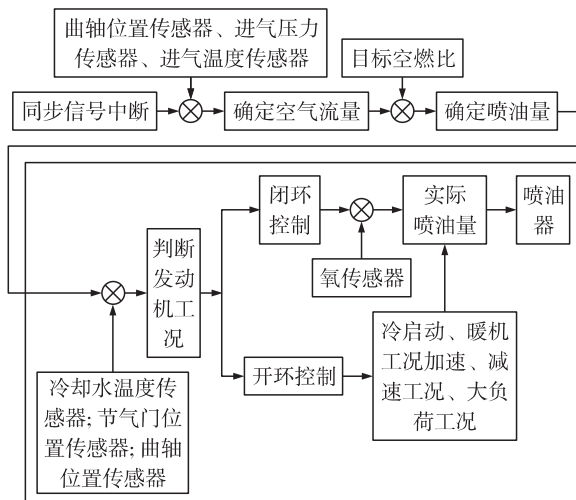 曲轴位置传感器、进气压力
传感器、进气温度传感器
目标空燃比
同步信号中断
确定空气流量
确定喷油量
闭环
控制
实际
喷油量
喷油
器
判断
发动
机工
况
氧传感器
冷却水温度传
感器;节气门位
置传感器;曲轴
位置传感器
开环控制
冷启动、暖机
工况加速、减
速工况、大负
荷工况